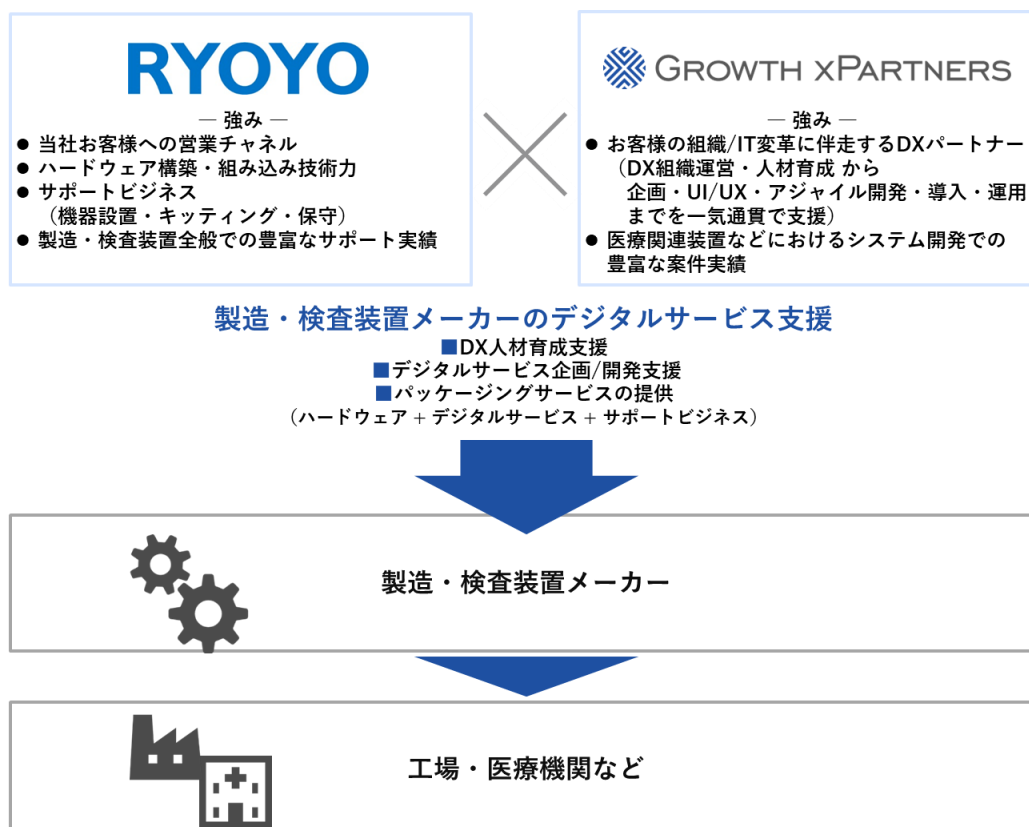 RYOYO
― 強み ―
● 当社お客様への営業チャネル
● ハードウェア構築・組み込み技術力
● サポートビジネス
（機器設置・キッティング・保守）
● 製造・検査装置全般での豊富なサポート実績
GROWTH XPARTNERS
― 強み ―
● お客様の組織/IT変革に伴走するDXパートナー
（DX組織運営・人材育成 から
企画・UI/UX・アジャイル開発・導入・運用
までを一気通貫で支援）
● 医療関連装置などにおけるシステム開発での
豊富な案件実績
製造・検査装置メーカーのデジタルサービス支援
■DX人材育成支援
■デジタルサービス企画/開発支援
■パッケージングサービスの提供
（ハードウェア + デジタルサービス + サポートビジネス）
製造・検査装置メーカー
工場・医療機関など